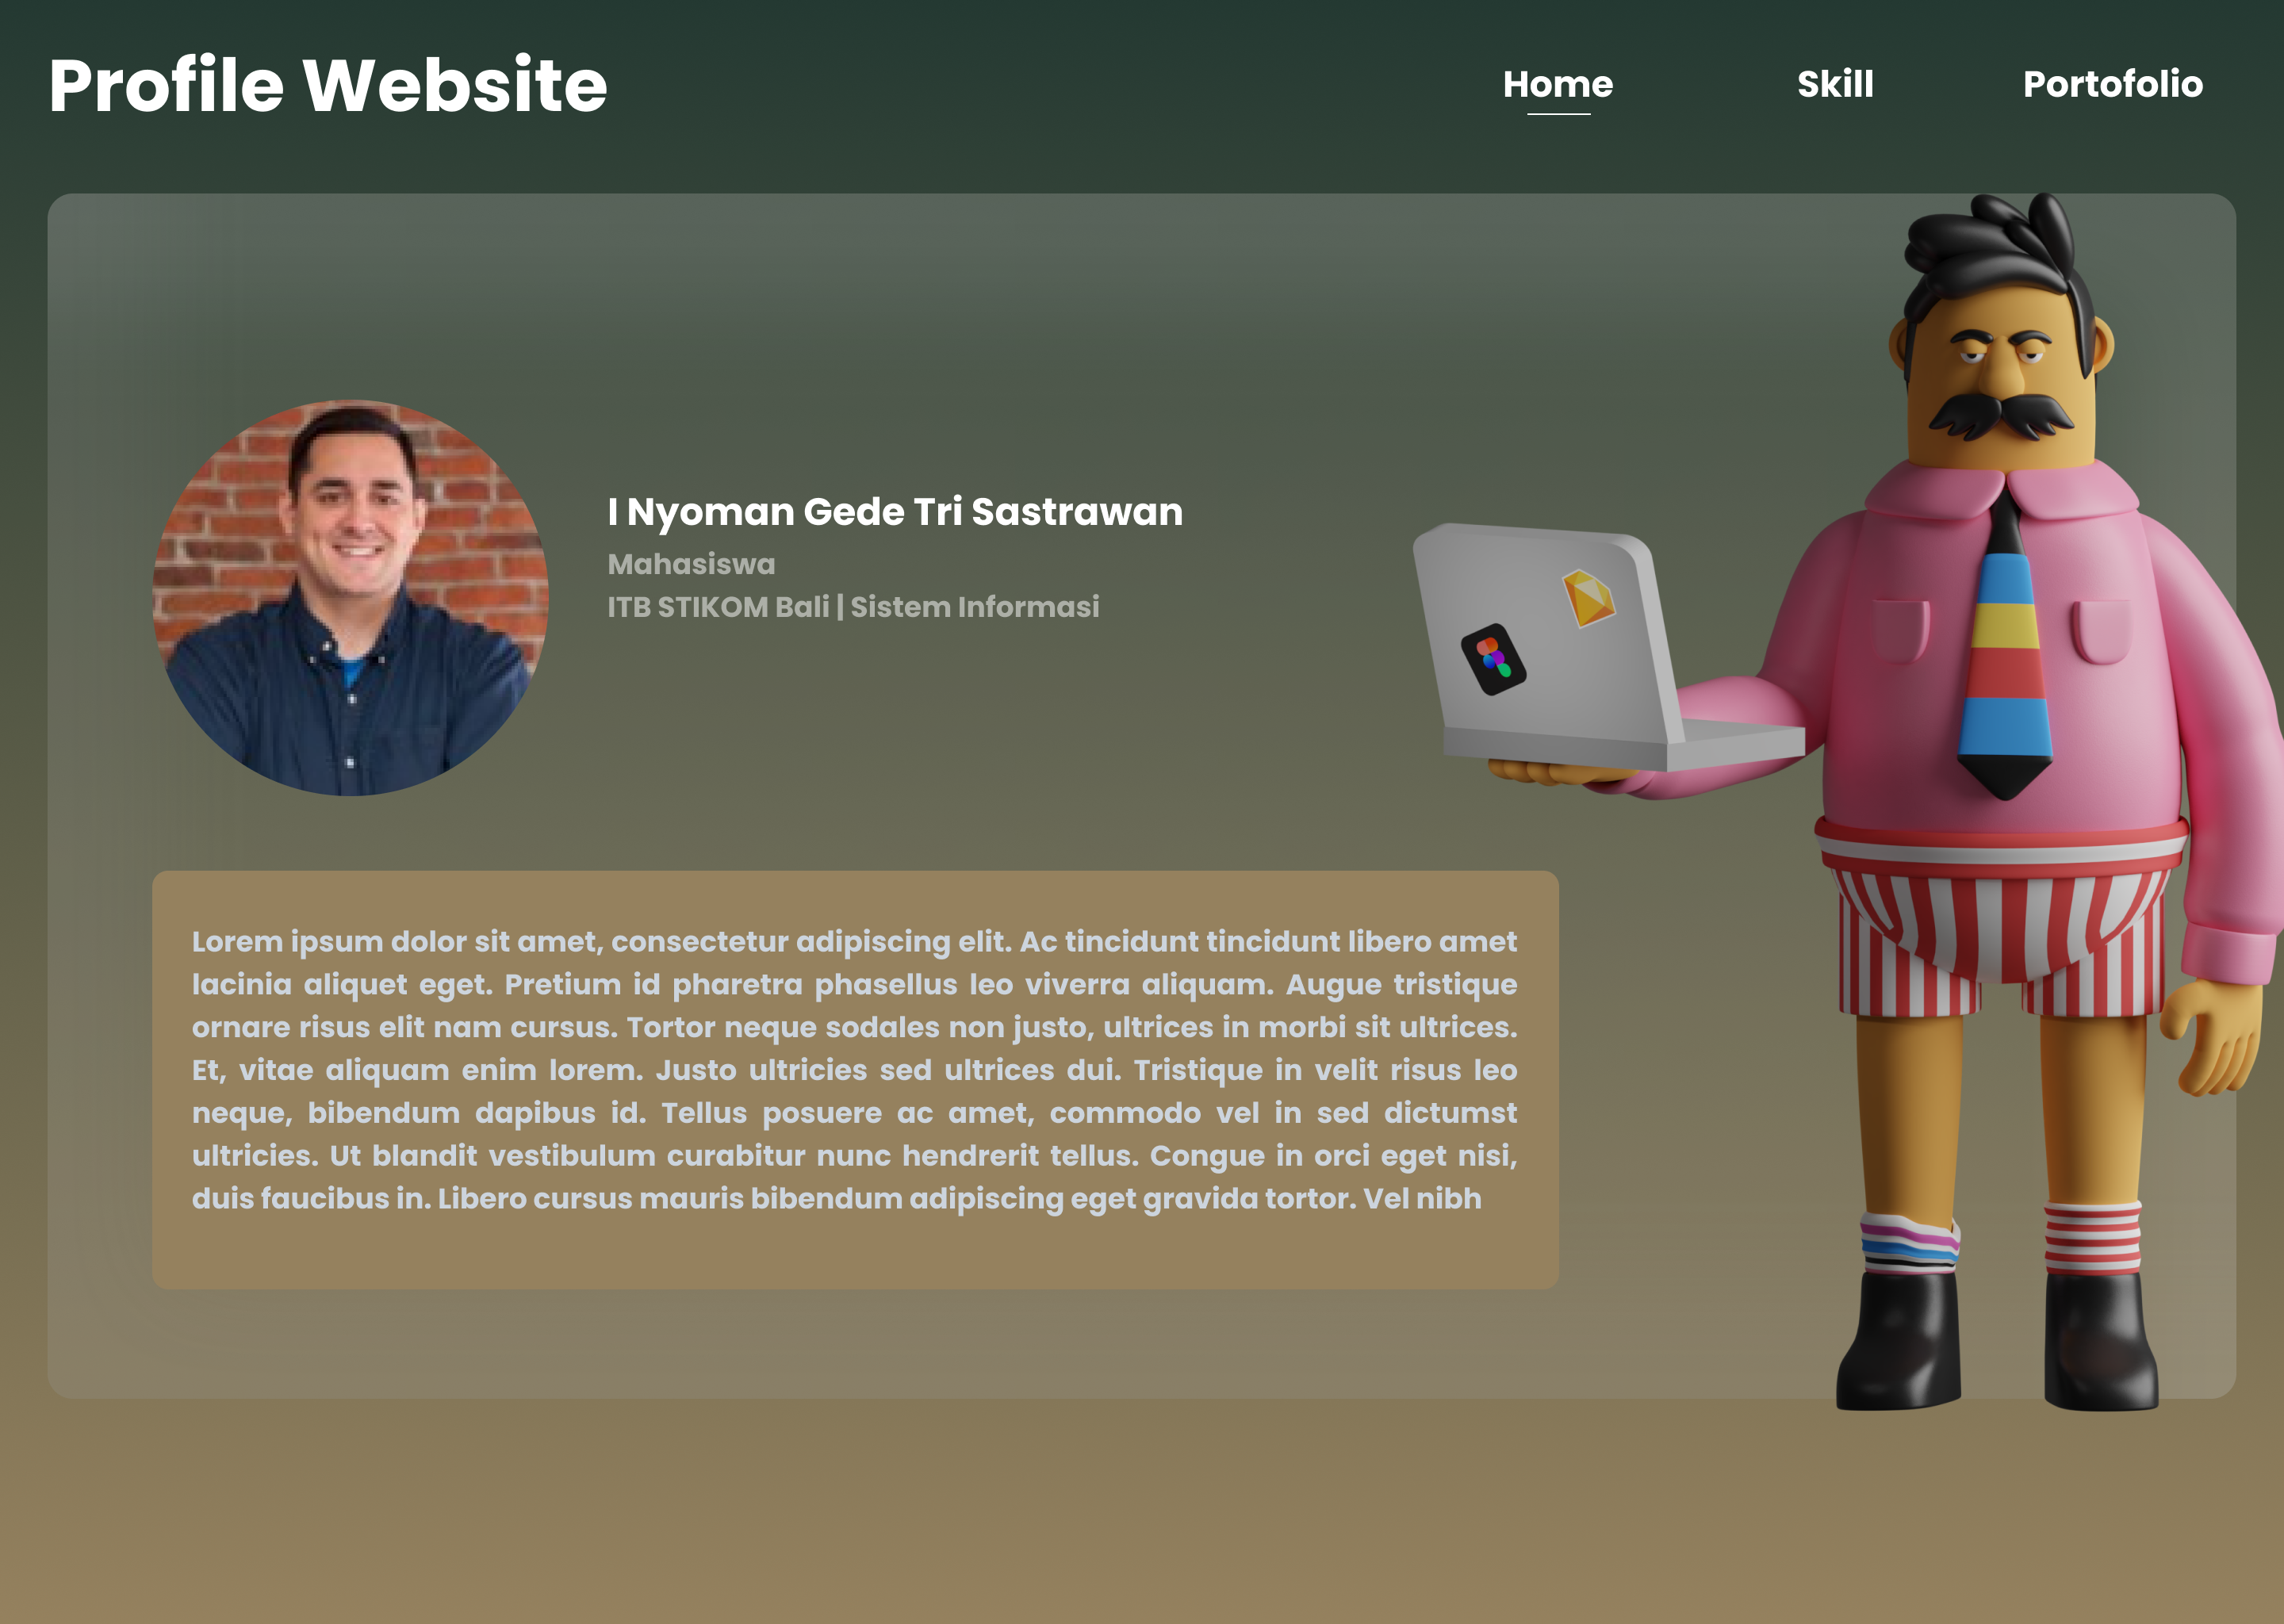 Profile Website
Home
Skill
Portofolio
I Nyoman Gede Tri Sastrawan
Mahasiswa
ITB STIKOM Bali | Sistem Informasi
Lorem ipsum dolor sit amet, consectetur adipiscing elit. Ac tincidunt tincidunt libero amet
lacinia aliquet eget. Pretium id pharetra phasellus leo viverra aliquam. Augue tristique
ornare risus elit nam cursus. Tortor neque sodales non justo, ultrices in morbi sit ultrices.
Et, vitae aliquam enim lorem. Justo ultricies sed ultrices dui. Tristique in velit risus leo
neque, bibendum dapibus id. Tellus posuere ac amet, commodo vel in sed dictumst
ultricies. Ut blandit vestibulum curabitur nunc hendrerit tellus. Congue in orci eget nisi,
duis faucibus in. Libero cursus mauris bibendum adipiscing eget gravida tortor. Vel nibh